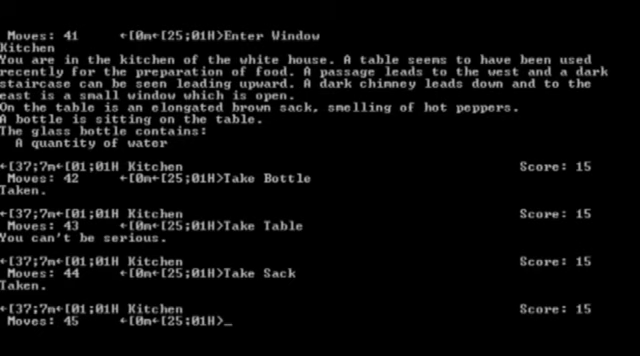 Moves: 41 ←[0m←[25;01H>Enter Window
Kitchen
You are in the kitchen of the white house. A table seems to have been used
recently for the preparation of food. A passage leads to the west and a dark
staircase can be seen leading upward. A dark chimney leads down and to the
east is a small window which is open.
On the table is an elongated brown sack, smelling of hot peppers.
A bottle is sitting on the table.
The glass bottle contains:
A quantity of water
←[37;7m←[01;01H Kitchen Score: 15
Moves: 42 ←[0m←[25;01H>Take Bottle
Taken.
←[37;7m←[01;01H Kitchen Score: 15
Moves: 43 ←[0m←[25;01H>Take Table
You can't be serious.
←[37;7m←[01;01H Kitchen Score: 15
Moves: 44 ←[0m←[25;01H>Take Sack
Taken.
←[37;7m←[01;01H Kitchen Score: 15
Moves: 45 ←[0m←[25;01H>_